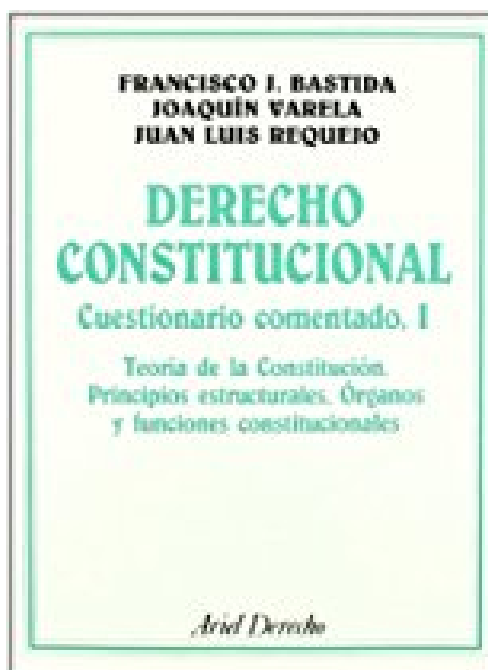 FRANCISCO J. BASTIDA
JOAQUÍN VARELA
JUAN LUIS REQUEJO
DERECHO
CONSTITUCIONAL
Cuestionario comentado, I
Teoría de la Constitución.
Principios estructurales. Órganos
y funciones constitucionales
Ariel Derecho